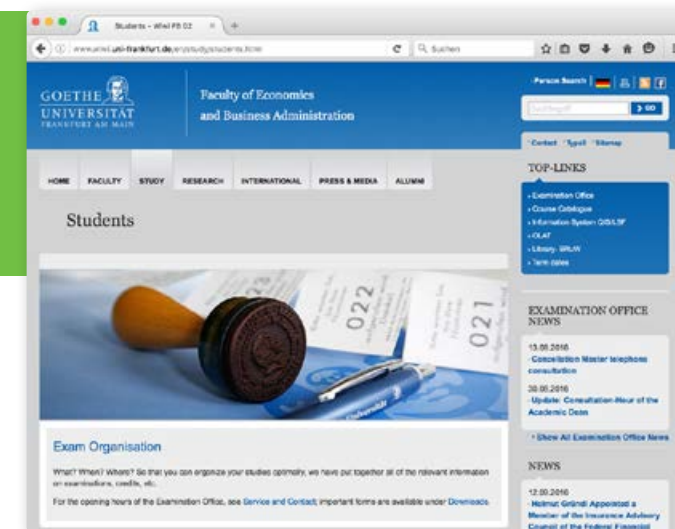 Students - Wiwi FB 02
www.wiwi.uni-frankfurt.de/en/study/students.html
Suchen
GOETHE
UNIVERSITÄT
FRANKFURT AM MAIN
Faculty of Economics
and Business Administration
Person Search
GO
Contact Typo3 Sitemap
HOME FACULTY STUDY RESEARCH INTERNATIONAL PRESS & MEDIA ALUMNI
Students
TOP-LINKS
Examination Office
Course Catalogue
Information System QIS/LSF
OLAT
Library- BRuW
Term dates
022
021
EXAMINATION OFFICE
NEWS
13.06.2016
Cancellation Master telephone
consultation
30.05.2016
Update: Consultation-Hour of the
Academic Dean
Show All Examination Office News
Exam Organisation
What? When? Where? So that you can organize your studies optimally, we have put together all of the relevant information
on examinations, credits, etc.
For the opening hours of the Examination Office, see Service and Contact; important forms are available under Downloads.
NEWS
Helmut Gründl Appointed a
Member of the Insurance Advisory
Council of the Federal Financial